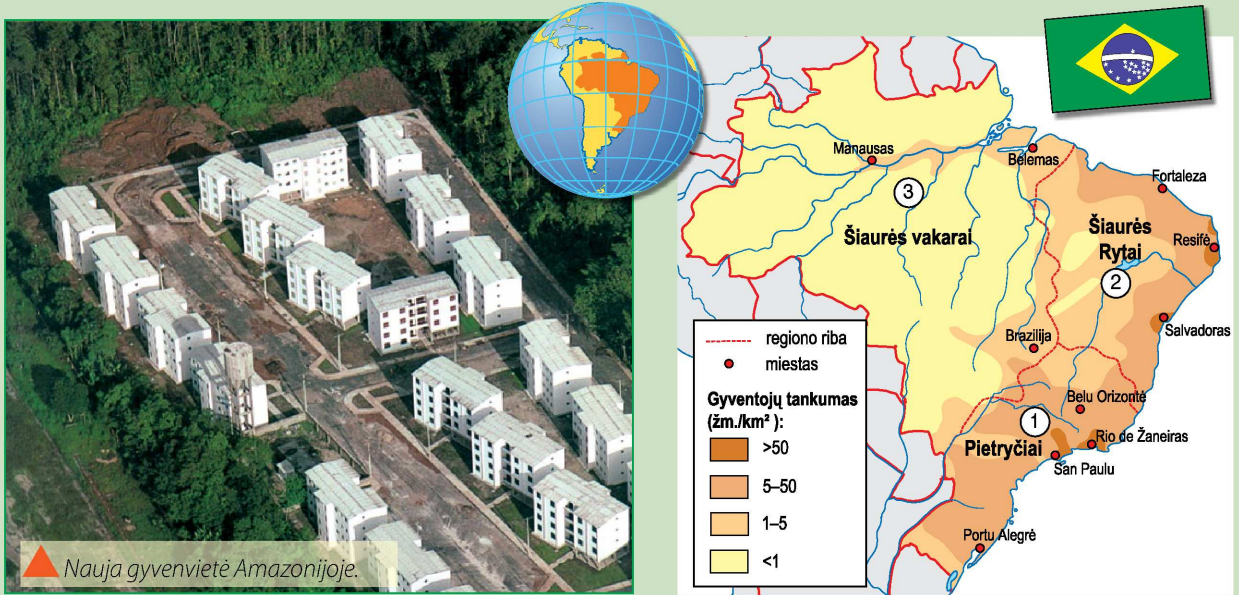 Nauja gyvenvietė Amazonijoje.
Manausas
Belemas
Fortaleza
3
Šiaurės vakarai
Šiaurės
Rytai
Resifė
2
Salvadoras
Brazilija
Belu Orizontė
1
Rio de Žaneiras
Pietryčiai
San Paulu
Portu Alegrė
regiono riba
miestas
Gyventojų tankumas
(žm./km² ):
>50
5–50
1–5
<1